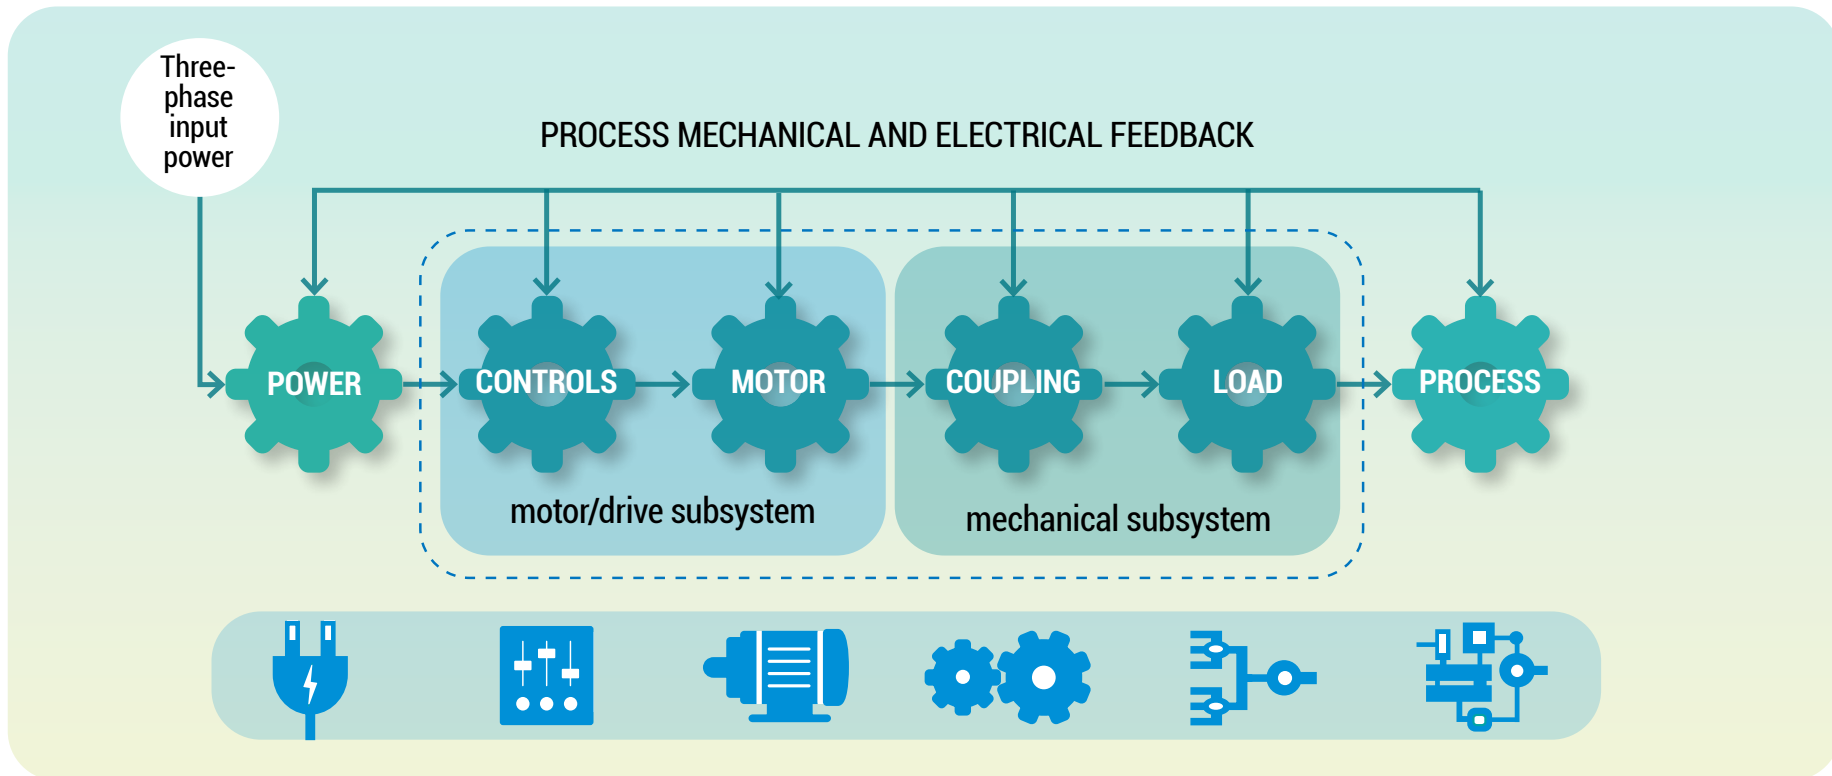 Three-
phase
input
power
PROCESS MECHANICAL AND ELECTRICAL FEEDBACK
POWER
CONTROLS
MOTOR
COUPLING
LOAD
PROCESS
motor/drive subsystem
mechanical subsystem